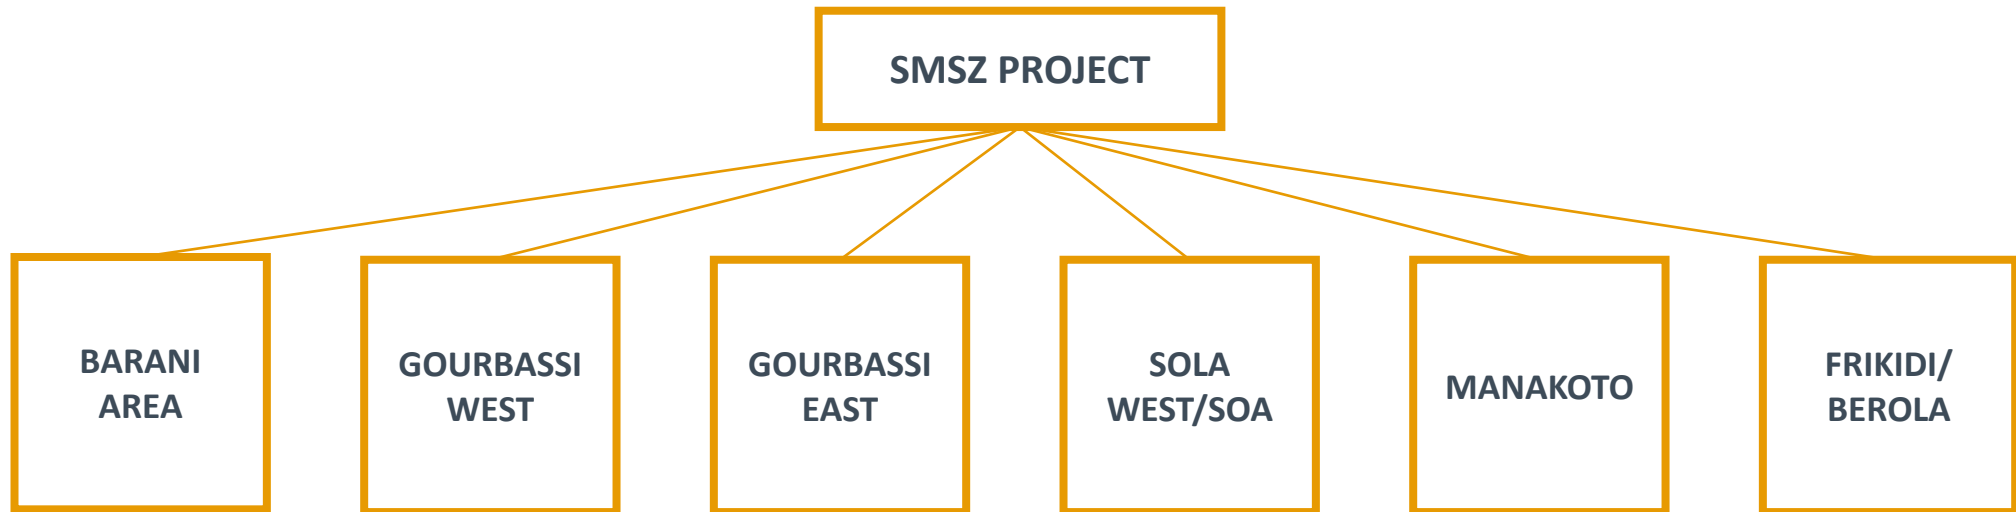 SMSZ PROJECT
BARANI
AREA
GOURBASSI
WEST
GOURBASSI
EAST
SOLA
WEST/SOA
MANAKOTO
FRIKIDI/
BEROLA